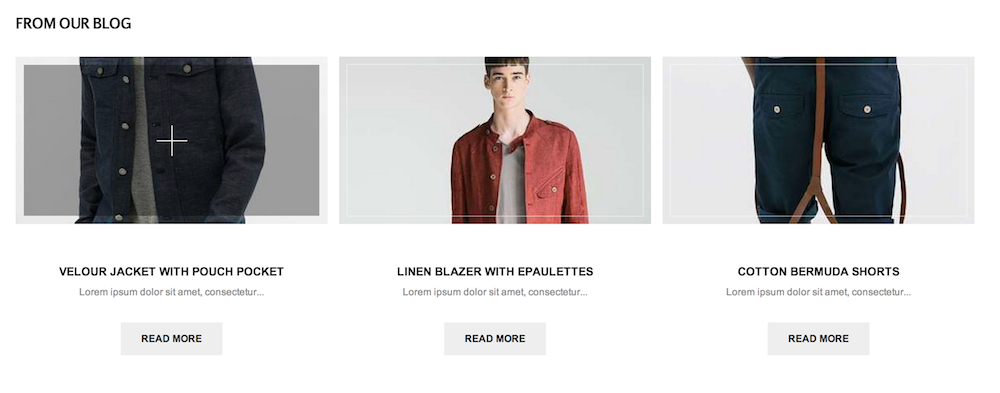 FROM OUR BLOG
VELOUR JACKET WITH POUCH POCKET
Lorem ipsum dolor sit amet, consectetur...
READ MORE
LINEN BLAZER WITH EPAULETTES
Lorem ipsum dolor sit amet, consectetur...
READ MORE
COTTON BERMUDA SHORTS
Lorem ipsum dolor sit amet, consectetur...
READ MORE